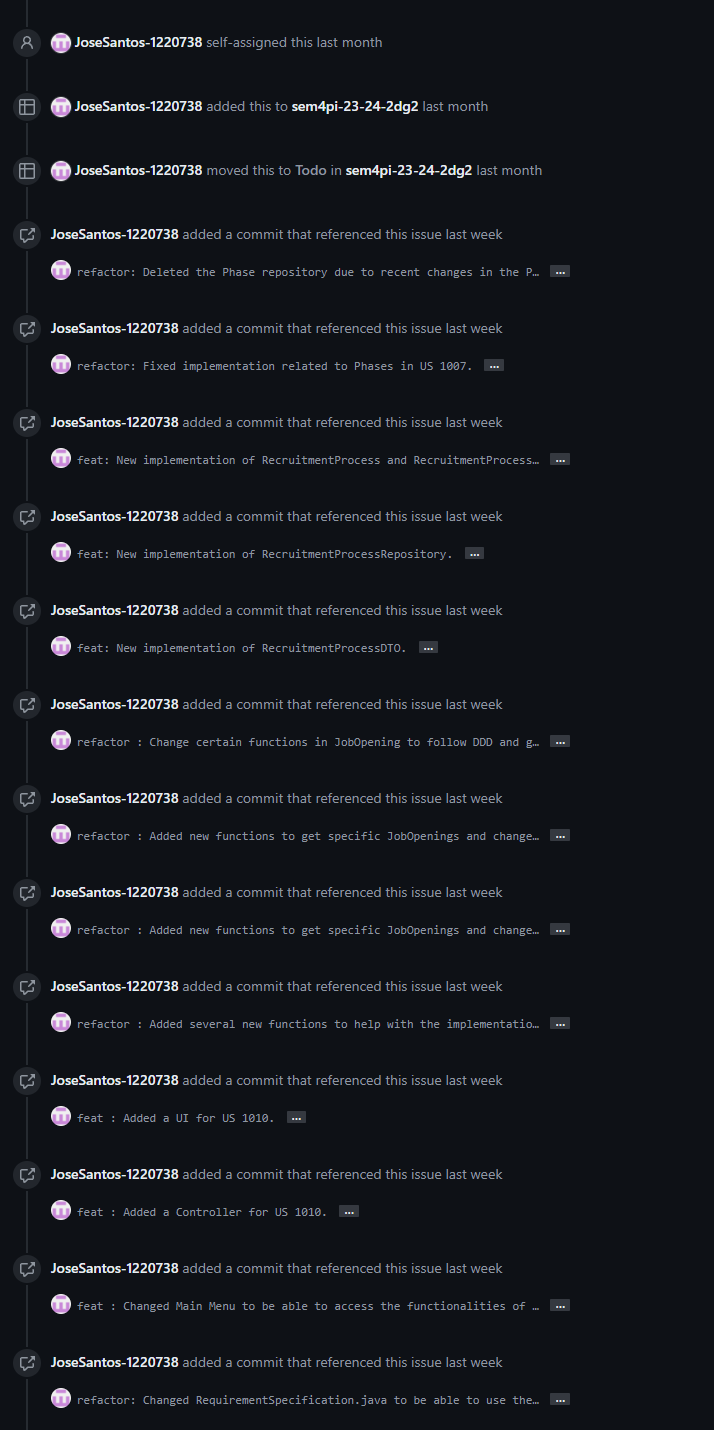 JoseSantos-1220738 self-assigned this last month
JoseSantos-1220738 added this to sem4pi-23-24-2dg2 last month
JoseSantos-1220738 moved this to Todo in sem4pi-23-24-2dg2 last month
JoseSantos-1220738 added a commit that referenced this issue last week
refactor: Deleted the Phase repository due to recent changes in the P… …
JoseSantos-1220738 added a commit that referenced this issue last week
refactor: Fixed implementation related to Phases in US 1007. …
JoseSantos-1220738 added a commit that referenced this issue last week
feat: New implementation of RecruitmentProcess and RecruitmentProcess… …
JoseSantos-1220738 added a commit that referenced this issue last week
feat: New implementation of RecruitmentProcessRepository. …
JoseSantos-1220738 added a commit that referenced this issue last week
feat: New implementation of RecruitmentProcessDTO. …
JoseSantos-1220738 added a commit that referenced this issue last week
refactor : Change certain functions in JobOpening to follow DDD and g… …
JoseSantos-1220738 added a commit that referenced this issue last week
refactor : Added new functions to get specific JobOpenings and change… …
JoseSantos-1220738 added a commit that referenced this issue last week
refactor : Added new functions to get specific JobOpenings and change… …
JoseSantos-1220738 added a commit that referenced this issue last week
refactor : Added several new functions to help with the implementatio… …
JoseSantos-1220738 added a commit that referenced this issue last week
feat : Added a UI for US 1010. …
JoseSantos-1220738 added a commit that referenced this issue last week
feat : Added a Controller for US 1010. …
JoseSantos-1220738 added a commit that referenced this issue last week
feat : Changed Main Menu to be able to access the functionalities of … …
JoseSantos-1220738 added a commit that referenced this issue last week
refactor: Changed RequirementSpecification.java to be able to use the… …